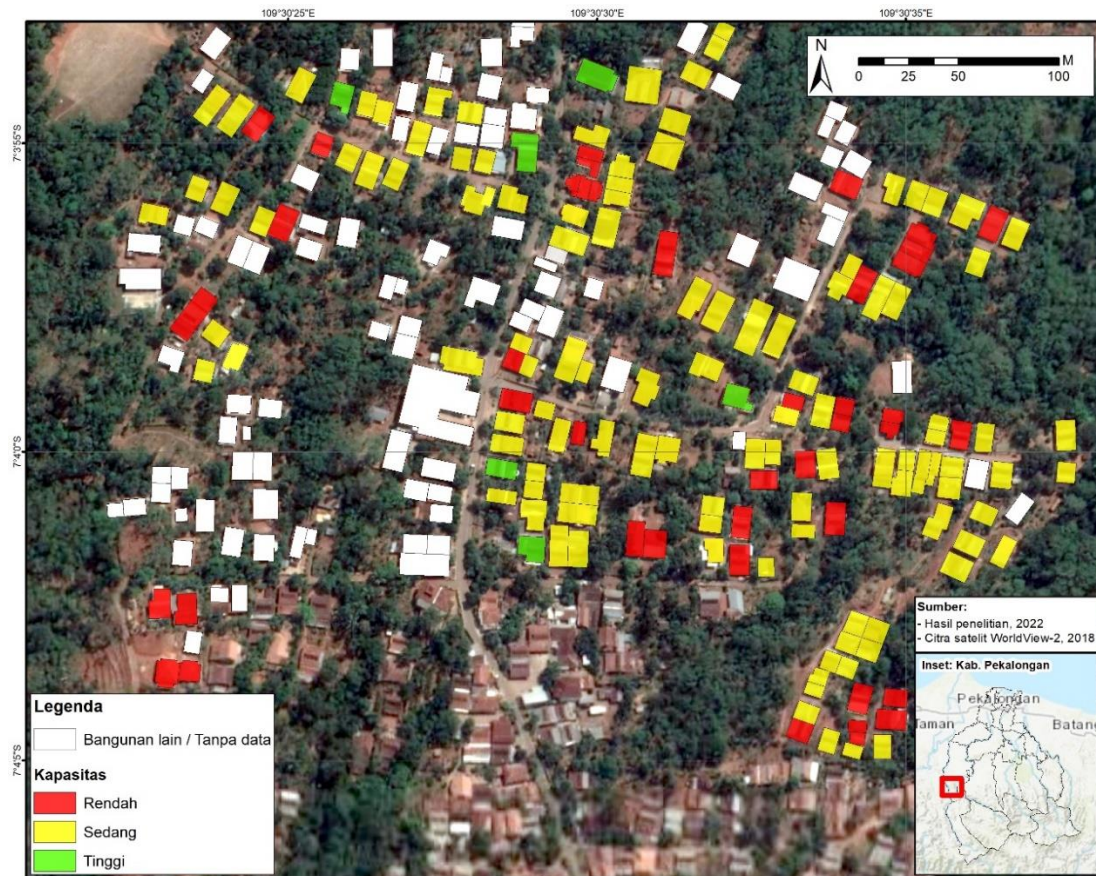 109°30'25"E
109°30'30"E
109°30'35"E
N
0 25 50 100 M
7°3'55"S
7°4'0"S
7°4'5"S
Legenda
Bangunan lain / Tanpa data
Kapasitas
Rendah
Sedang
Tinggi
Sumber:
- Hasil penelitian, 2022
- Citra satelit WorldView-2, 2018
Inset: Kab. Pekalongan
Pekalongan
Taman
Batang